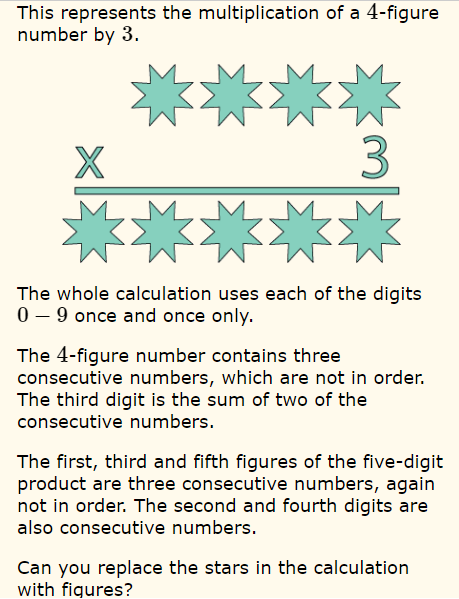 This represents the multiplication of a 4-figure
number by 3.
x 3
The whole calculation uses each of the digits
0 – 9 once and once only.
The 4-figure number contains three
consecutive numbers, which are not in order.
The third digit is the sum of two of the
consecutive numbers.
The first, third and fifth figures of the five-digit
product are three consecutive numbers, again
not in order. The second and fourth digits are
also consecutive numbers.
Can you replace the stars in the calculation
with figures?